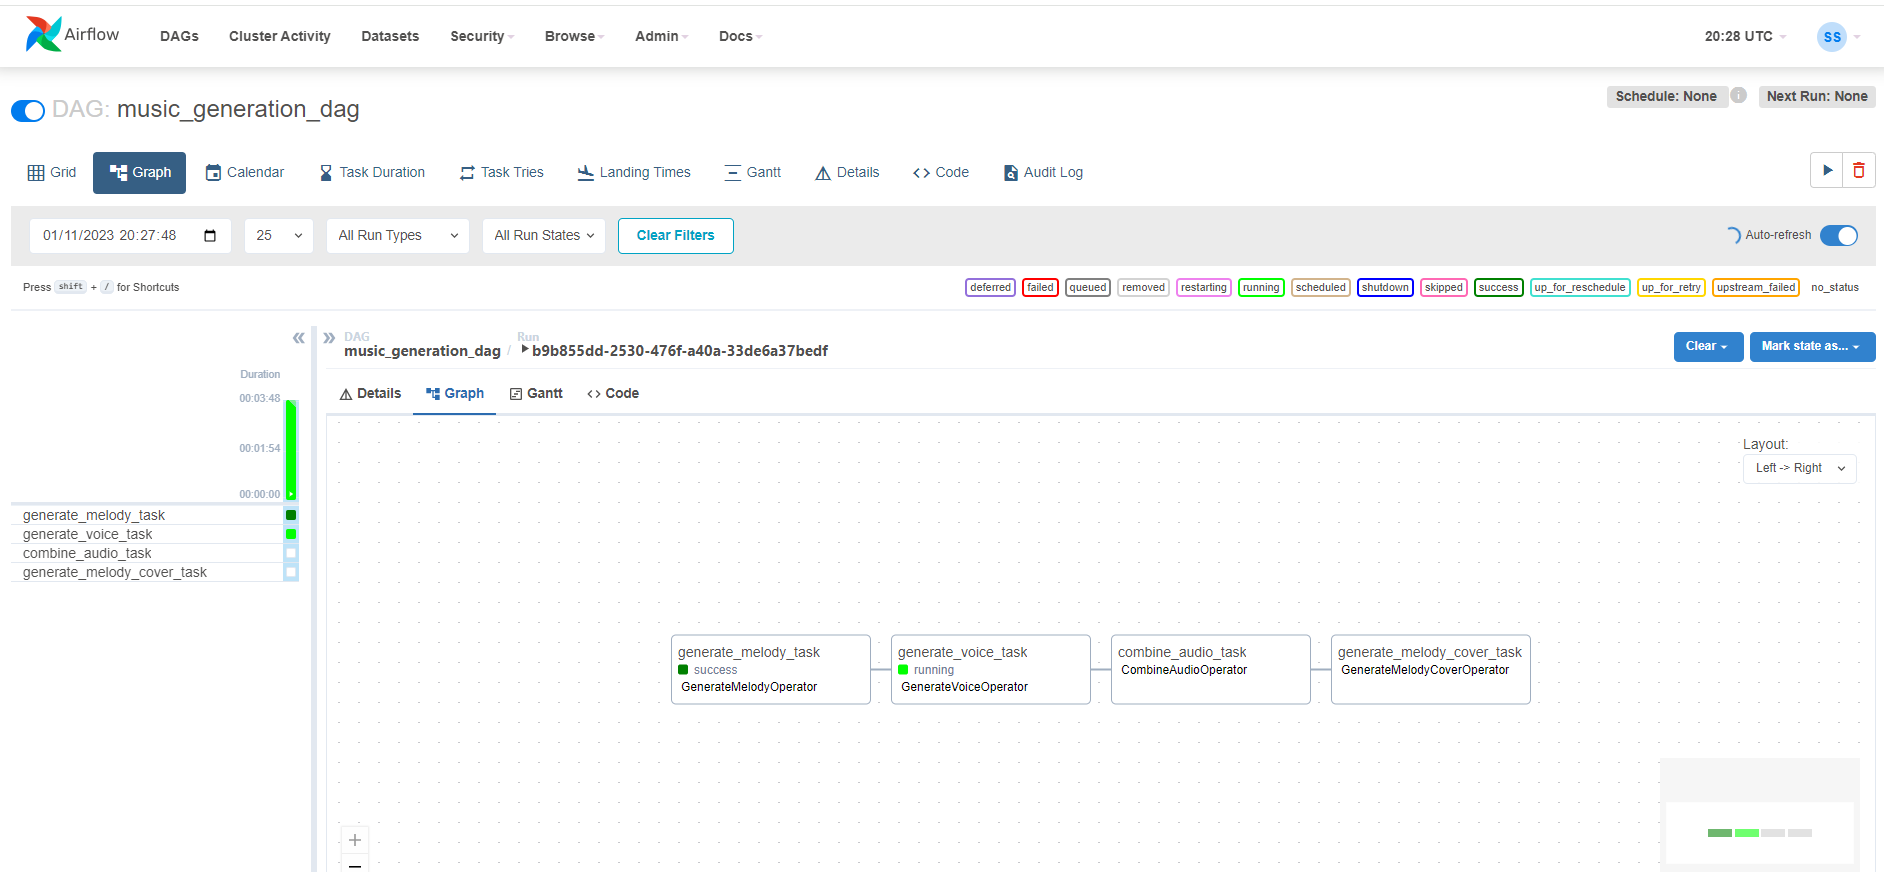 Airflow DAGs Cluster Activity Datasets Security Browse Admin Docs 20:28 UTC SS
DAG: music_generation_dag Schedule: None i Next Run: None
Grid Graph Calendar Task Duration Task Tries Landing Times Gantt Details <> Code Audit Log
01/11/2023 20:27:48 25 All Run Types All Run States Clear Filters Auto-refresh
Press shift + / for Shortcuts deferred failed queued removed restarting running scheduled shutdown skipped success up_for_reschedule up_for_retry upstream_failed no_status
DAG Run
music_generation_dag / b9b855dd-2530-476f-a40a-33de6a37bedf Clear Mark state as...
Duration
00:03:48
00:01:54
00:00:00
generate_melody_task
generate_voice_task
combine_audio_task
generate_melody_cover_task
Details Graph Gantt <> Code
Layout:
Left -> Right
generate_melody_task
success
GenerateMelodyOperator
generate_voice_task
running
GenerateVoiceOperator
combine_audio_task
CombineAudioOperator
generate_melody_cover_task
GenerateMelodyCoverOperator